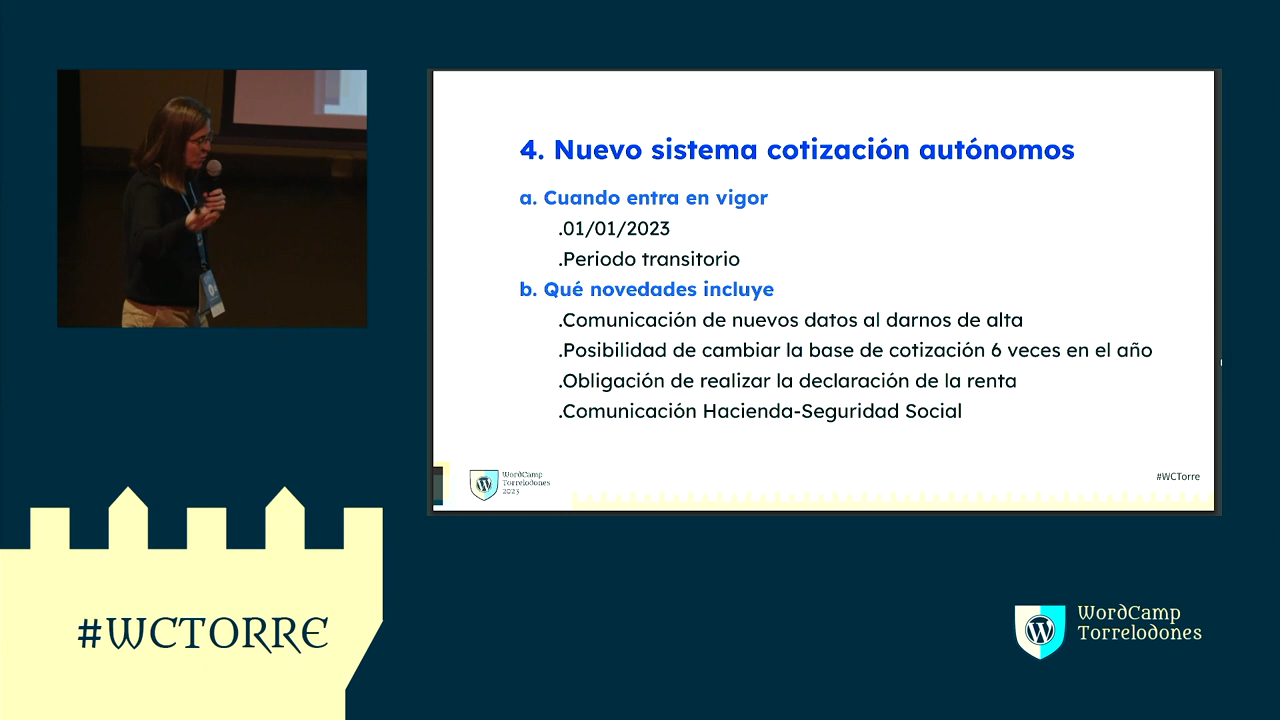 4. Nuevo sistema cotización autónomos
a. Cuando entra en vigor
.01/01/2023
.Periodo transitorio
b. Qué novedades incluye
.Comunicación de nuevos datos al darnos de alta
.Posibilidad de cambiar la base de cotización 6 veces en el año
.Obligación de realizar la declaración de la renta
.Comunicación Hacienda-Seguridad Social
WordCamp
Torrelodones
2023
#WCTorre
#WCTORRE
WordCamp
Torrelodones